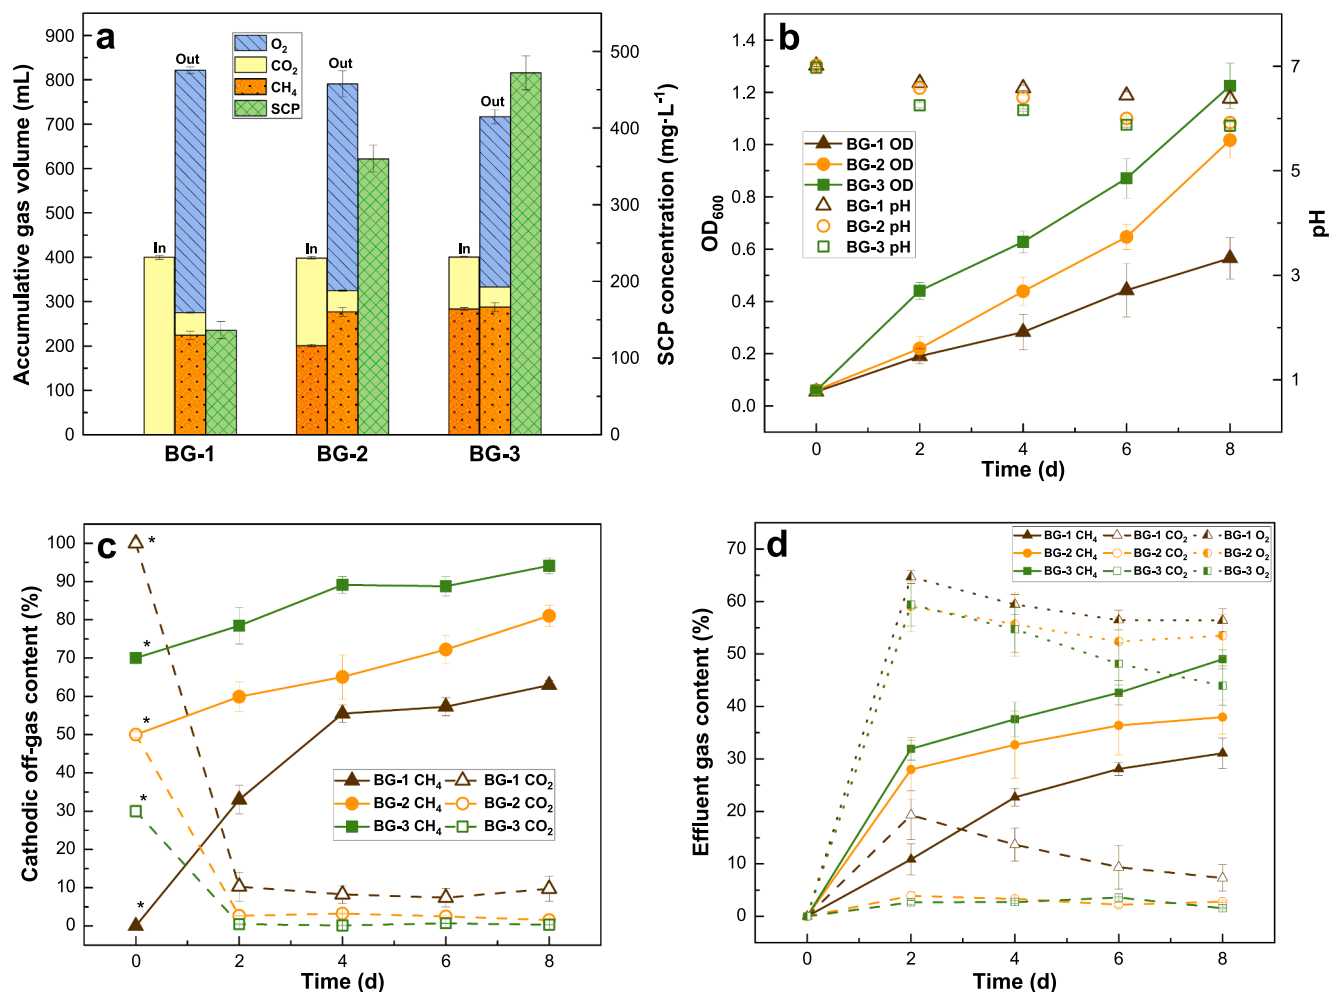 a
Accumulative gas volume (mL)
900
800
700
600
500
400
300
200
100
0
O₂
CO₂
CH₄
SCP
In
Out
In
Out
In
Out
BG-1
BG-2
BG-3
500
400
300
200
100
0
SCP concentration (mg·L⁻¹)
b
OD₆₀₀
1.4
1.2
1.0
0.8
0.6
0.4
0.2
0.0
BG-1 OD
BG-2 OD
BG-3 OD
BG-1 pH
BG-2 pH
BG-3 pH
7
5
3
1
pH
0 2 4 6 8
Time (d)
c
Cathodic off-gas content (%)
100
90
80
70
60
50
40
30
20
10
0
*
*
*
*
*
BG-1 CH₄ BG-1 CO₂
BG-2 CH₄ BG-2 CO₂
BG-3 CH₄ BG-3 CO₂
0 2 4 6 8
Time (d)
d
Effluent gas content (%)
70
60
50
40
30
20
10
0
BG-1 CH₄ BG-1 CO₂ BG-1 O₂
BG-2 CH₄ BG-2 CO₂ BG-2 O₂
BG-3 CH₄ BG-3 CO₂ BG-3 O₂
0 2 4 6 8
Time (d)